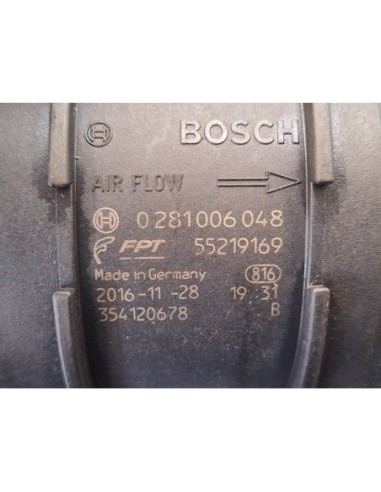 BOSCH
AIR FLOW
0 281 006 048
FPT 55219169
Made in Germany 816
2016-11-28 19 31
354120678 B